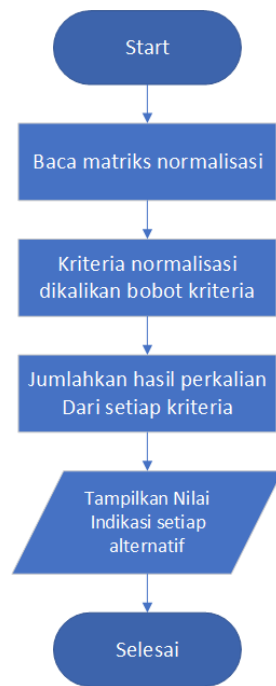 Start
Baca matriks normalisasi
Kriteria normalisasi
dikalikan bobot kriteria
Jumlahkan hasil perkalian
Dari setiap kriteria
Tampilkan Nilai
Indikasi setiap
alternatif
Selesai